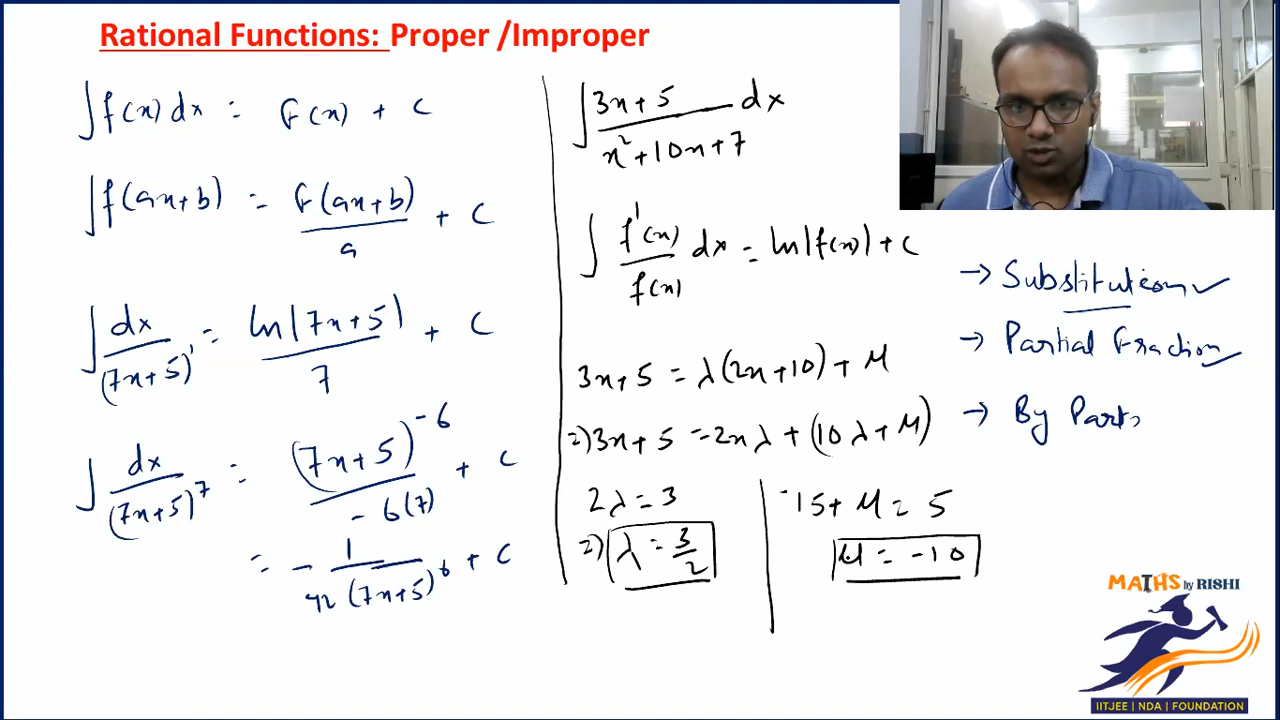 Rational Functions: Proper /Improper
∫f(x) dx = F(x) + C
∫f(ax+b) = F(ax+b)/a + C
∫dx/(7x+5)¹ = ln|7x+5|/7 + C
∫dx/(7x+5)⁷ = (7x+5)⁻⁶/-6(7) + C
= -1/42(7x+5)⁶ + C
∫(3x+5)/(x²+10x+7) dx
∫f'(x)/f(x) dx = ln|f(x)| + C
3x+5 = λ(2x+10) + M
=) 3x+5 = 2xλ + (10λ+M)
2λ = 3
=) λ = 3/2
15 + M = 5
M = -10
→ Substitution ✓
→ Partial Fraction ✓
→ By Parts
MATHS by RISHI
IITJEE | NDA | FOUNDATION